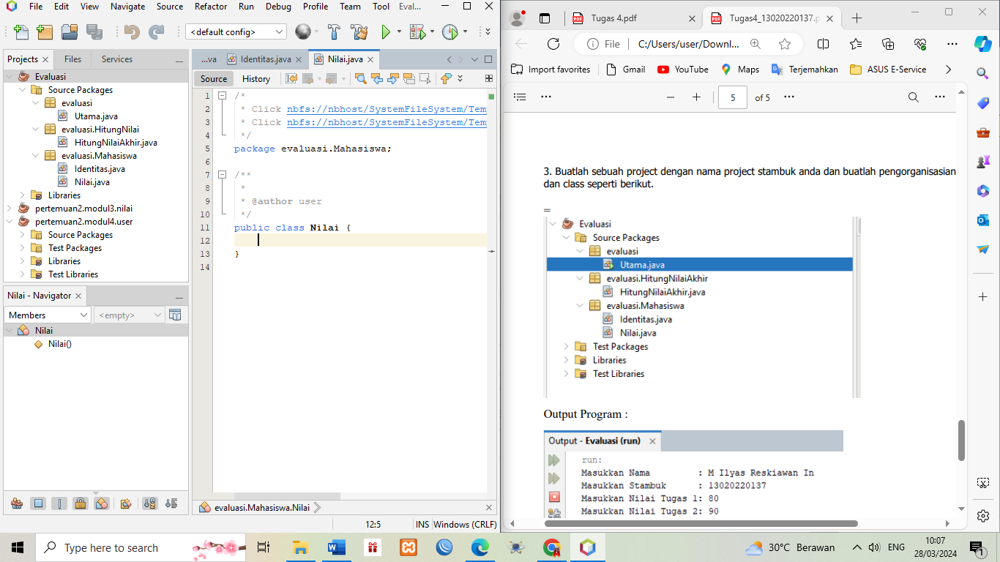 File Edit View Navigate Source Refactor Run Debug Profile Team Tool Eval...
<default config>
Projects Files Services
Evaluasi
Source Packages
evaluasi
Utama.java
evaluasi.HitungNilai
HitungNilaiAkhir.java
evaluasi.Mahasiswa
Identitas.java
Nilai.java
Libraries
pertemuan2.modul3.nilai
pertemuan2.modul4.user
Source Packages
Test Packages
Libraries
Test Libraries
Nilai - Navigator
Members <empty>
Nilai
Nilai()
...va Identitas.java Nilai.java
Source History
1 /*
2 * Click nbfs://nbhost/SystemFileSystem/Tem
3 * Click nbfs://nbhost/SystemFileSystem/Tem
4 */
5 package evaluasi.Mahasiswa;
6
7 /**
8 *
9 * @author user
10 */
11 public class Nilai {
12
13 }
14
evaluasi.Mahasiswa.Nilai
12:5 INS Windows (CRLF)
Tugas 4.pdf Tugas4_13020220137.p
File C:/Users/user/Downl...
Import favorites Gmail YouTube Maps Terjemahkan ASUS E-Service
5 of 5
3. Buatlah sebuah project dengan nama project stambuk anda dan buatlah pengorganisasian
dan class seperti berikut.
=
Evaluasi
Source Packages
evaluasi
Utama.java
evaluasi.HitungNilaiAkhir
HitungNilaiAkhir.java
evaluasi.Mahasiswa
Identitas.java
Nilai.java
Test Packages
Libraries
Test Libraries
Output Program :
Output - Evaluasi (run)
run:
Masukkan Nama : M Ilyas Reskiawan In
Masukkan Stambuk : 13020220137
Masukkan Nilai Tugas 1: 80
Masukkan Nilai Tugas 2: 90
Type here to search
30°C Berawan
ENG
10:07
28/03/2024
1